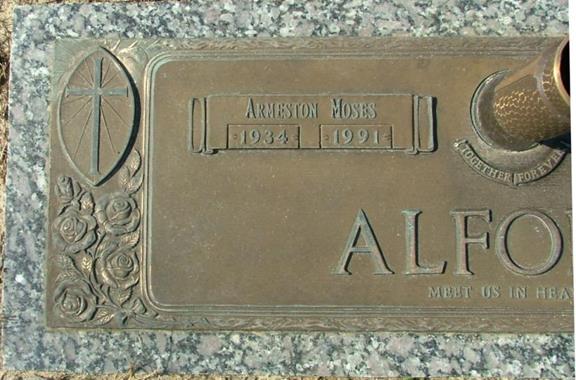 ARMESTON MOSES
1934 1991
TOGETHER FOREVER
ALFO
MEET US IN HEA